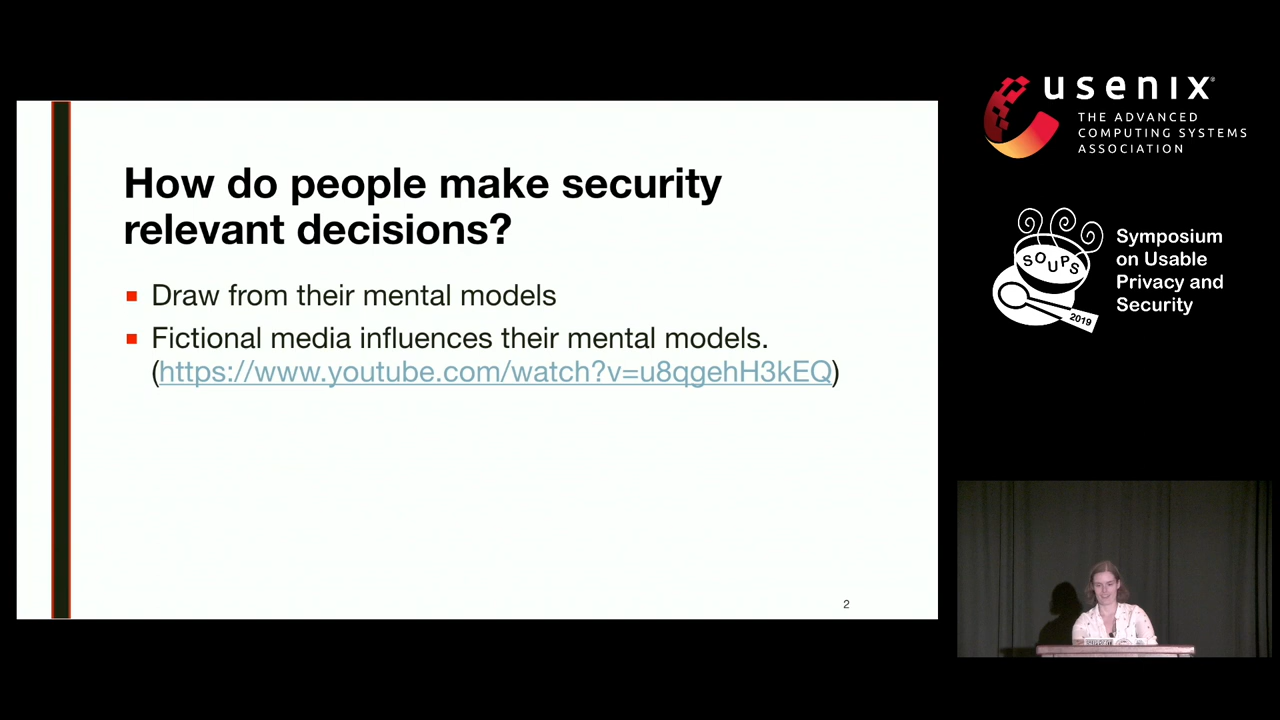 How do people make security
relevant decisions?
Draw from their mental models
Fictional media influences their mental models.
(https://www.youtube.com/watch?v=u8qgehH3kEQ)
2
usenix
THE ADVANCED
COMPUTING SYSTEMS
ASSOCIATION
SOUPS
2019
Symposium
on Usable
Privacy and
Security